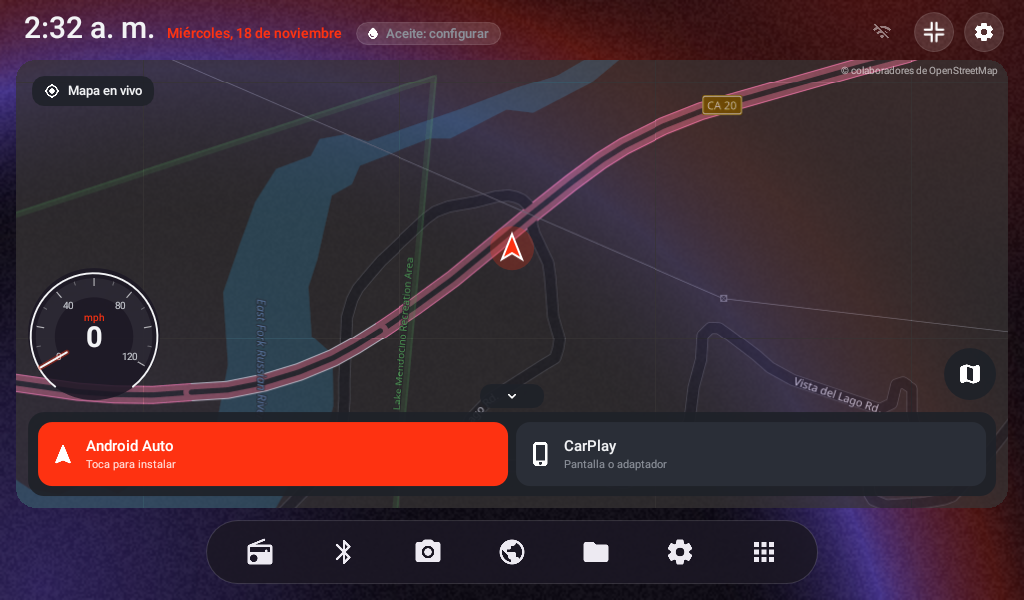 2:32 a. m.
Miércoles, 18 de noviembre
Aceite: configurar
© colaboradores de OpenStreetMap
Mapa en vivo
CA 20
Lake Mendocino Recreation Area
East Fork Russian
40
80
mph
0
0
120
Vista del Lago Rd
Android Auto
Toca para instalar
CarPlay
Pantalla o adaptador